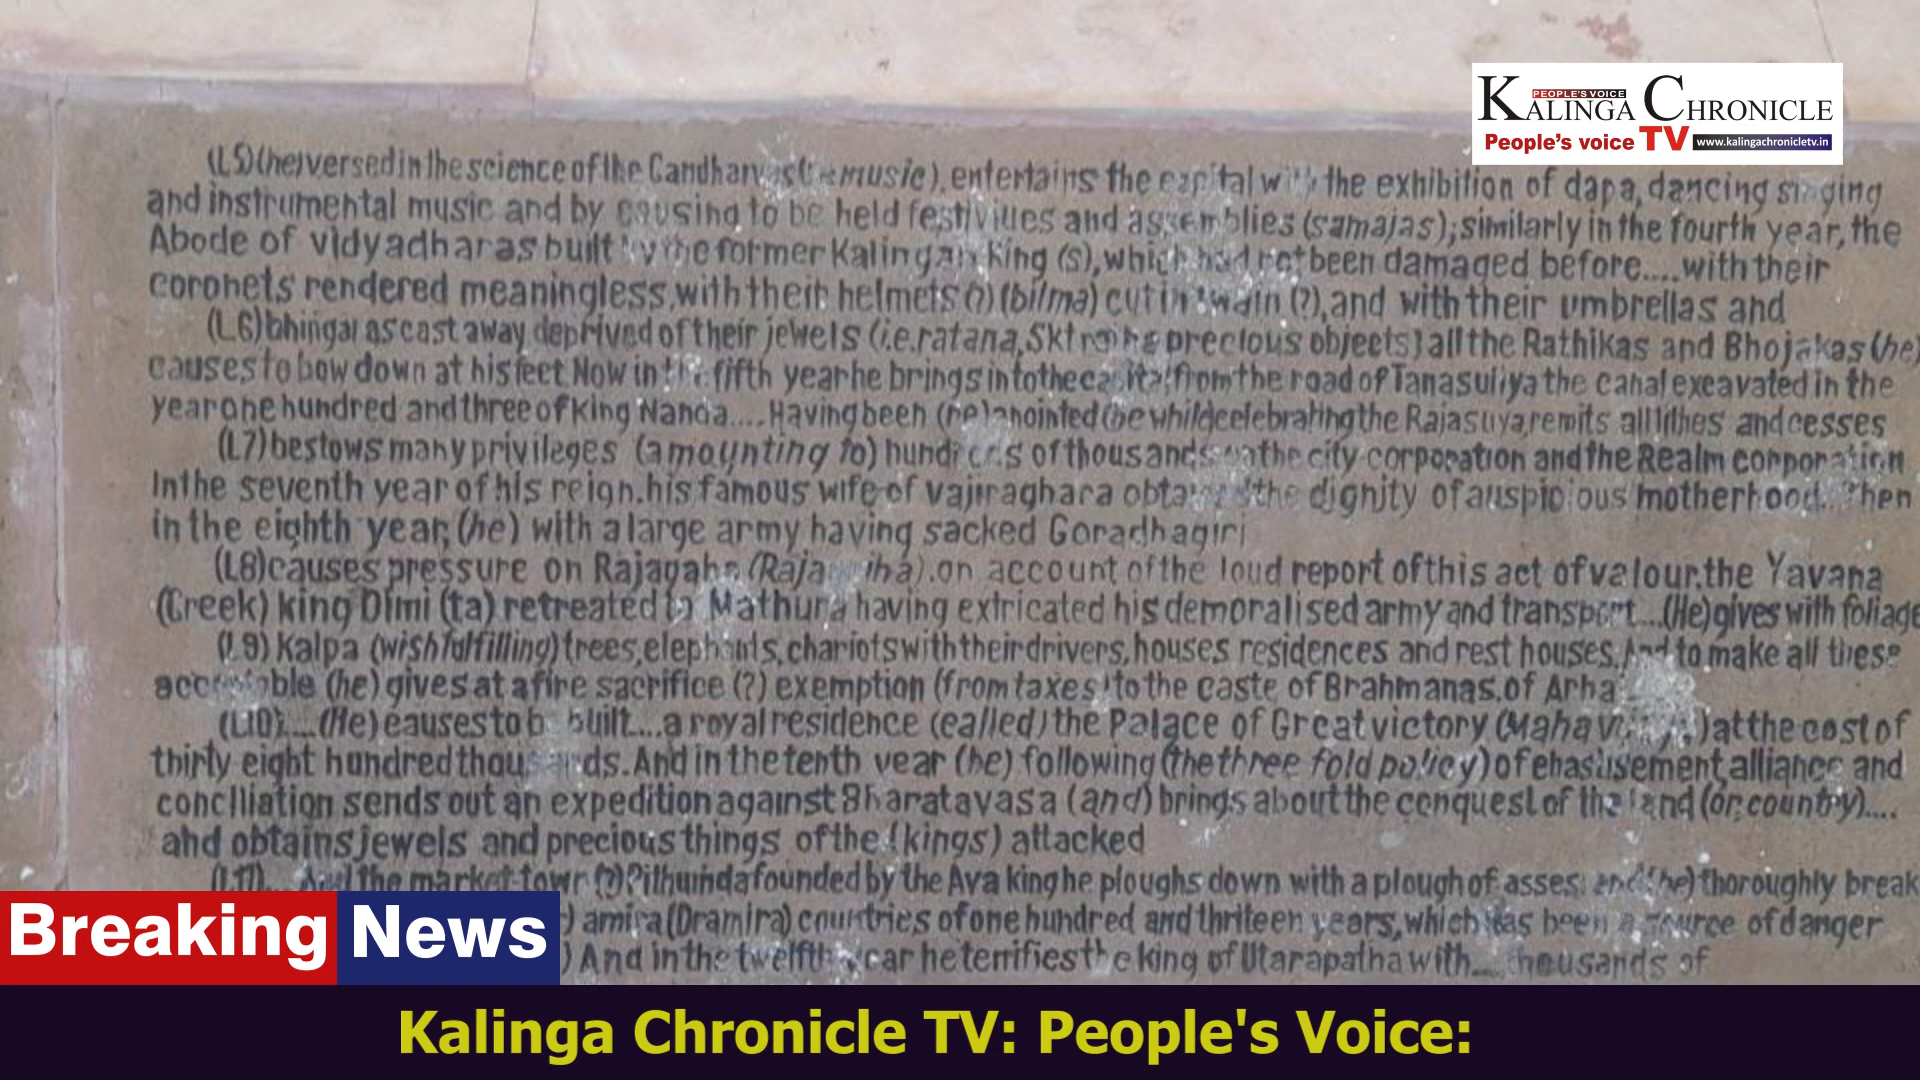 PEOPLE'S VOICE
KALINGA CHRONICLE
People's voice TV www.kalingachronicletv.in
(L5)(he)versed in the science of the Gandharvas (i.e music), entertains the capital with the exhibition of dapa, dancing singing
and instrumental music and by causing to be held festivities and assemblies (samajas); similarly in the fourth year, the
Abode of vidyadharas built by the former Kalingan King (s), which had not been damaged before....with their
coronets rendered meaningless, with their helmets (?) (bilma) cut in twain (?), and with their umbrellas and
(L6) bhingar as cast away deprived of their jewels (i.e. ratana, Skt precious objects) all the Rathikas and Bhojakas (he)
causes to bow down at his feet Now in the fifth year he brings into the capital from the road of Tanasuliya the canal excavated in the
year one hundred and three of King Nanda.... Having been (re) anointed (he while) celebrating the Rajasuya, remits all tithes and cesses
(L7) bestows many privileges (amounting to) hundreds of thousands on the city-corporation and the Realm corporation
In the seventh year of his reign, his famous wife of vajiraghara obtained the dignity of auspicious motherhood....Then
in the eighth year, (he) with a large army having sacked Goradhagiri
(L8) causes pressure on Rajagaha (Rajagriha), on account of the loud report of this act of valour, the Yavana
(Greek) king Dimi (ta) retreated to Mathura having extricated his demoralised army and transport....(He) gives with foliage
(L9) Kalpa (wish fulfilling) trees, elephants, chariots with their drivers, houses residences and rest houses. And to make all these
acceptable (he) gives at a fire sacrifice (?) exemption (from taxes) to the caste of Brahmanas. of Arha
(L10).... (He) causes to be built....a royal residence (called) the Palace of Great victory (Mahavijaya) at the cost of
thirty eight hundred thousands. And in the tenth year (he) following (the three fold policy) of chastisement, alliance and
concliiation sends out an expedition against Bharatavasa (and) brings about the conquest of the land (or, country)....
ahd obtains jewels and precious things of the (kings) attacked
(L11).... And the market-town (?) Pithumda founded by the Ava king he ploughs down with a plough of asses; and (he) thoroughly break
) amira (Dramira) countries of one hundred and thriteen years, which has been a source of danger
) And in the twelfth year he terrifies the king of Utarapatha with.... thousands of
Breaking News
Kalinga Chronicle TV: People's Voice: